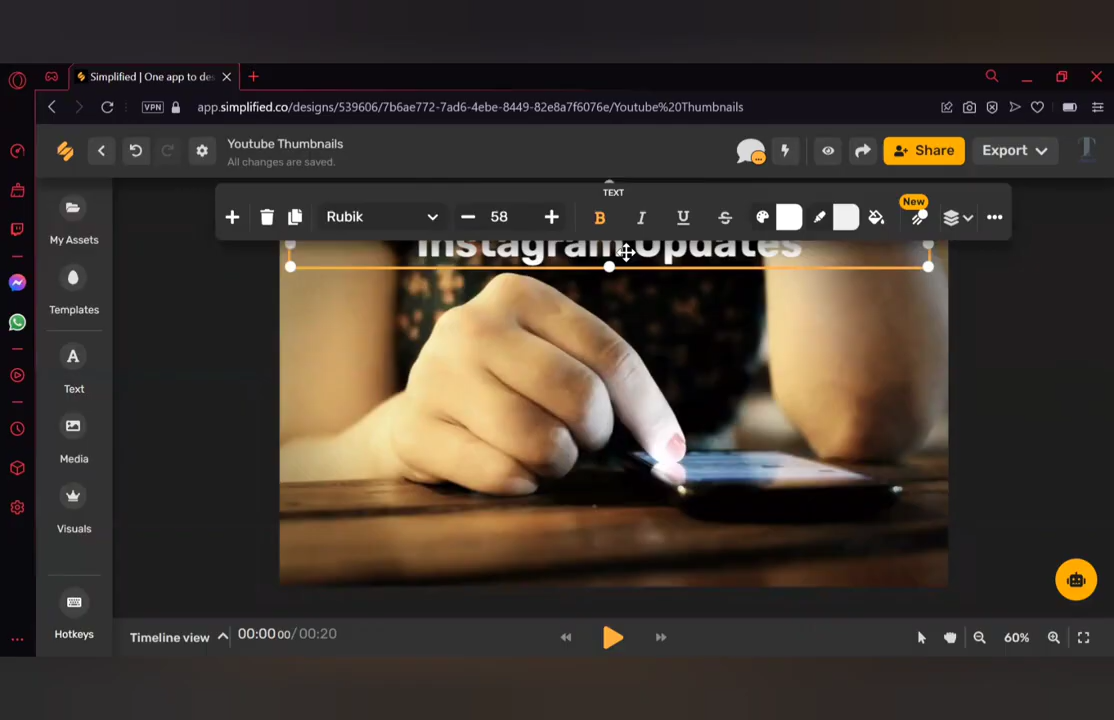 Simplified | One app to des
VPN
app.simplified.co/designs/539606/7b6ae772-7ad6-4ebe-8449-82e8a7f6076e/Youtube%20Thumbnails
Youtube Thumbnails
All changes are saved.
Share
Export
TEXT
New
Rubik
58
B
I
U
S
Instagram Updates
My Assets
Templates
A
Text
Media
Visuals
Hotkeys
Timeline view
00:00:00/00:20
60%